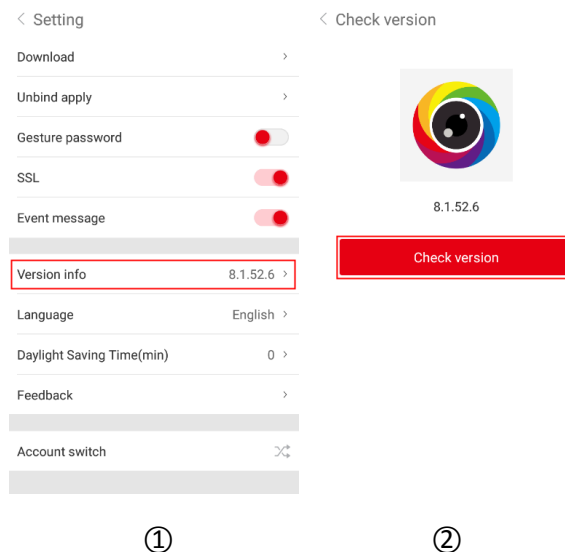 Setting
Download
Unbind apply
Gesture password
SSL
Event message
Version info 8.1.52.6
Language English
Daylight Saving Time(min) 0
Feedback
Account switch
①
Check version
8.1.52.6
Check version
②